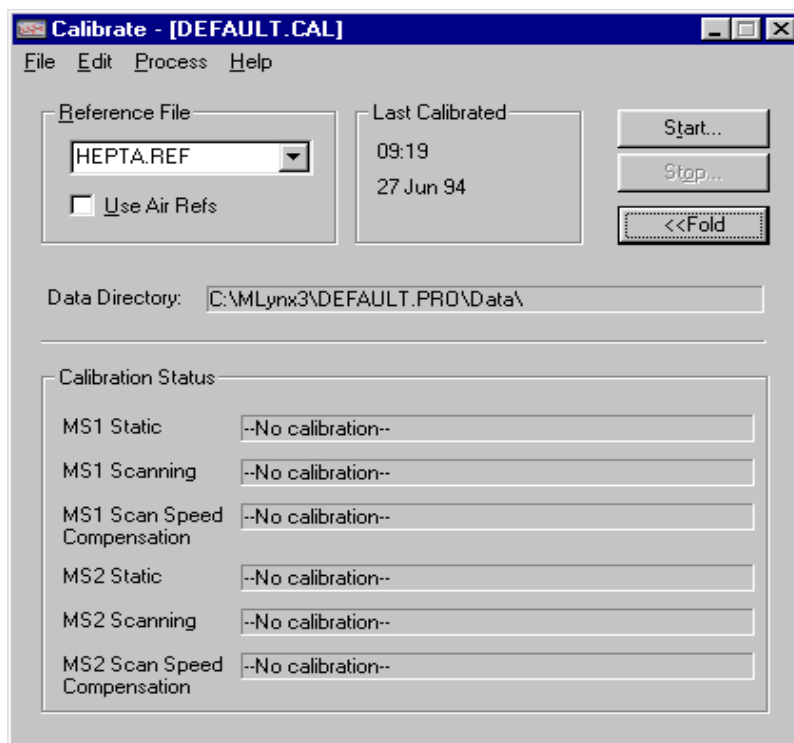 Calibrate - [DEFAULT.CAL]
File Edit Process Help
Reference File
HEPTA.REF
Use Air Refs
Last Calibrated
09:19
27 Jun 94
Start...
Stop...
<<Fold
Data Directory: C:\MLynx3\DEFAULT.PRO\Data\
Calibration Status
MS1 Static --No calibration--
MS1 Scanning --No calibration--
MS1 Scan Speed --No calibration--
Compensation
MS2 Static --No calibration--
MS2 Scanning --No calibration--
MS2 Scan Speed --No calibration--
Compensation